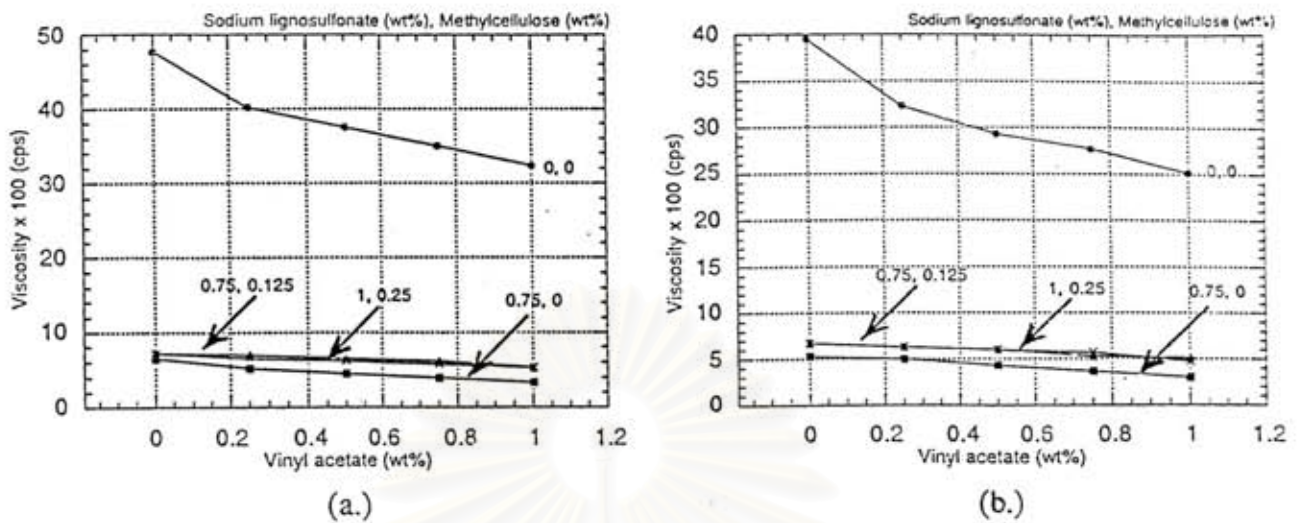 Sodium lignosulfonate (wt%), Methylcellulose (wt%)
50
40
30
20
10
0
Viscosity x 100 (cps)
0, 0
0.75, 0.125
1, 0.25
0.75, 0
0 0.2 0.4 0.6 0.8 1 1.2
Vinyl acetate (wt%)
(a.)
Sodium lignosulfonate (wt%), Methylcellulose (wt%)
40
35
30
25
20
15
10
5
0
Viscosity x 100 (cps)
0, 0
0.75, 0.125
1, 0.25
0.75, 0
0 0.2 0.4 0.6 0.8 1 1.2
Vinyl acetate (wt%)
(b.)